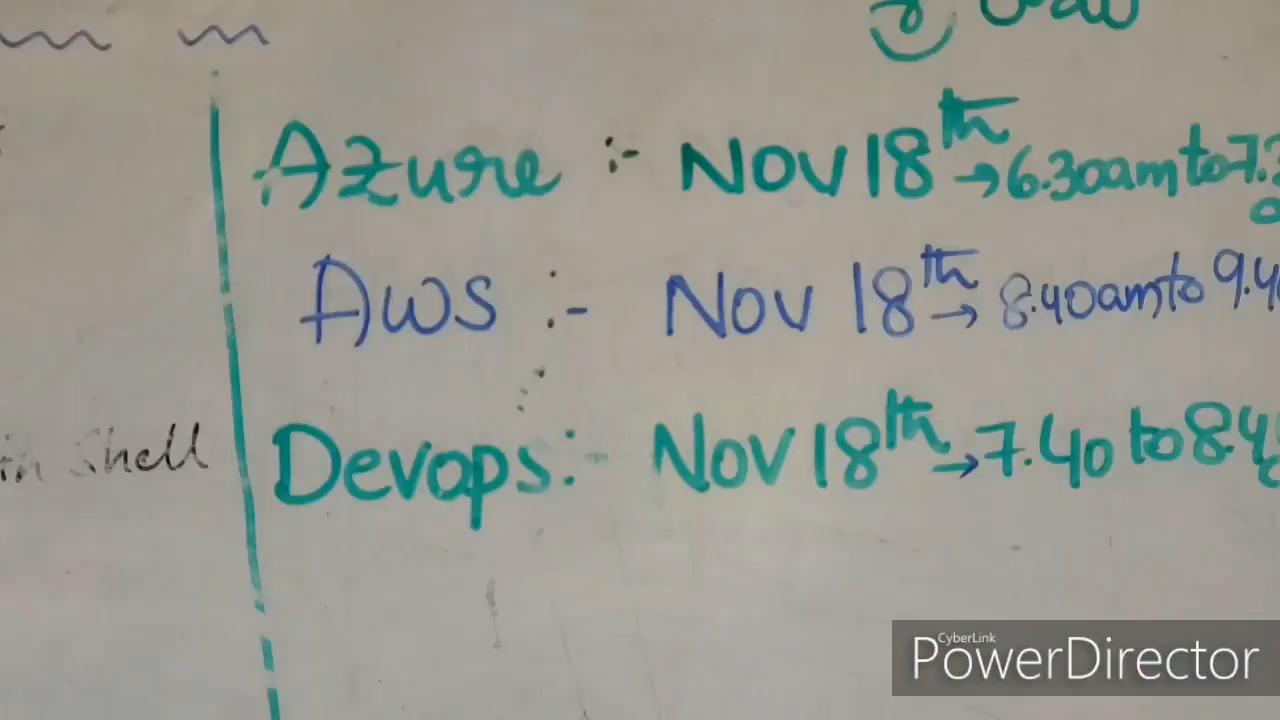 Azure :- Nov 18th → 6.30am to 7.3
Aws :- Nov 18th → 8.40am to 9.4
Shell
Devops :- Nov 18th → 7.40 to 8.4
CyberLink
PowerDirector